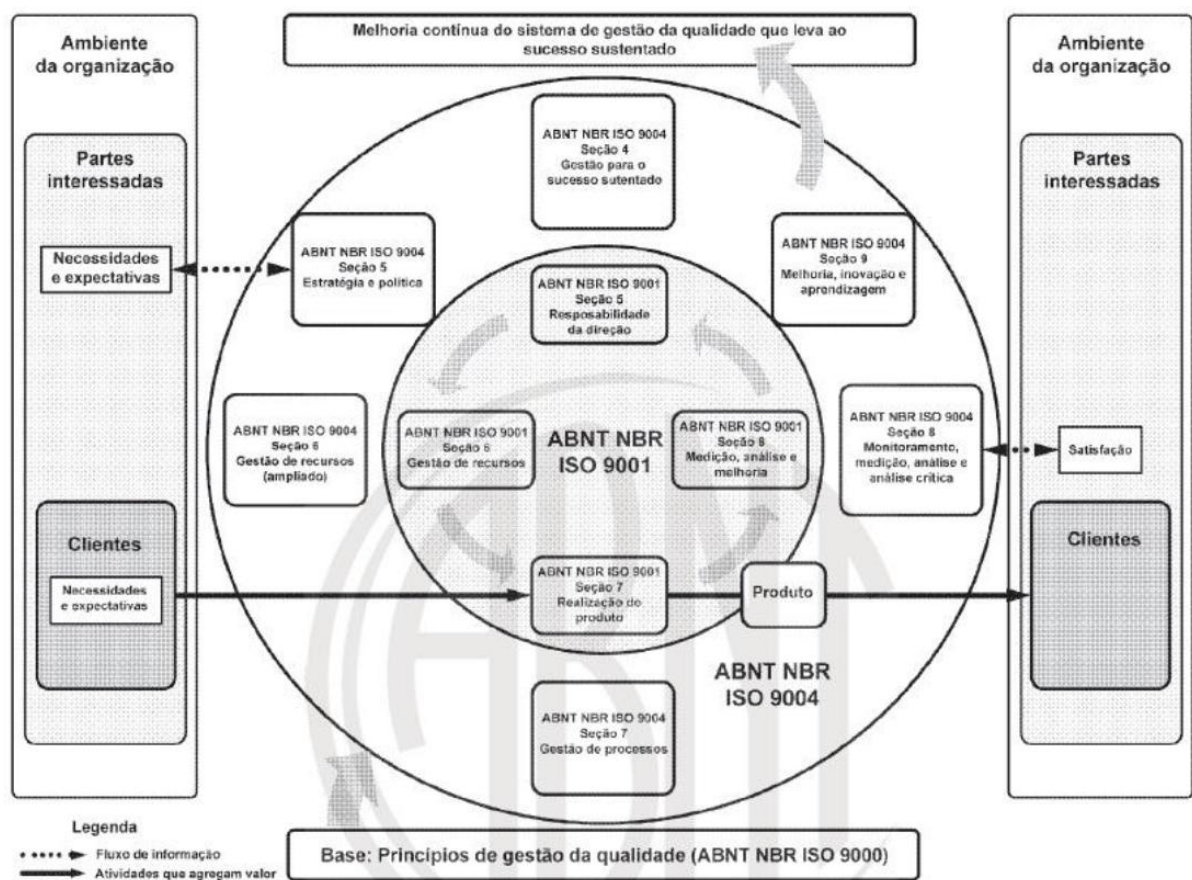 Melhoria contínua do sistema de gestão da qualidade que leva ao
sucesso sustentado
Ambiente
da organização
Partes
interessadas
Necessidades
e expectativas
Clientes
Necessidades
e expectativas
ABNT NBR ISO 9004
Seção 4
Gestão para o
sucesso sutentado
ABNT NBR ISO 9004
Seção 5
Estratégia e política
ABNT NBR ISO 9004
Seção 9
Melhoria, inovação e
aprendizagem
ABNT NBR ISO 9001
Seção 5
Resposabilidade
da direção
ABNT NBR ISO 9004
Seção 6
Gestão de recursos
(ampliado)
ABNT NBR ISO 9001
Seção 6
Gestão de recursos
ABNT NBR
ISO 9001
ABNT NBR ISO 9001
Seção 8
Medição, análise e
melhoria
ABNT NBR ISO 9004
Seção 8
Monitoramento,
medição, análise e
análise crítica
ABNT NBR ISO 9001
Seção 7
Realização do
produto
Produto
ABNT NBR
ISO 9004
ABNT NBR ISO 9004
Seção 7
Gestão de processos
Ambiente
da organização
Partes
interessadas
Satisfação
Clientes
Legenda
Fluxo de informação
Atividades que agregam valor
Base: Princípios de gestão da qualidade (ABNT NBR ISO 9000)
ABNT